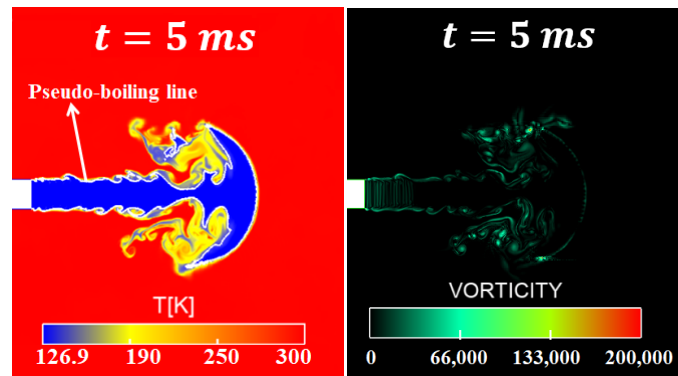 t = 5 ms
Pseudo-boiling line
T[K]
126.9 190 250 300
t = 5 ms
VORTICITY
0 66,000 133,000 200,000